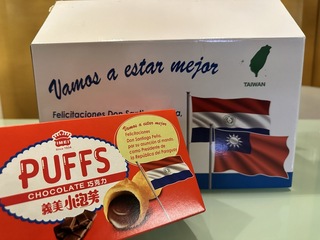 Vamos a estar mejor
TAIWAN
Felicitaciones Don Santiago
IMEI
PUFFS
CHOCOLATE 巧克力
義美小泡芙
Vamos a estar mejor
Felicitaciones
Don Santiago Peña
por su asunción al mando
como Presidente de
la República del Paraguay